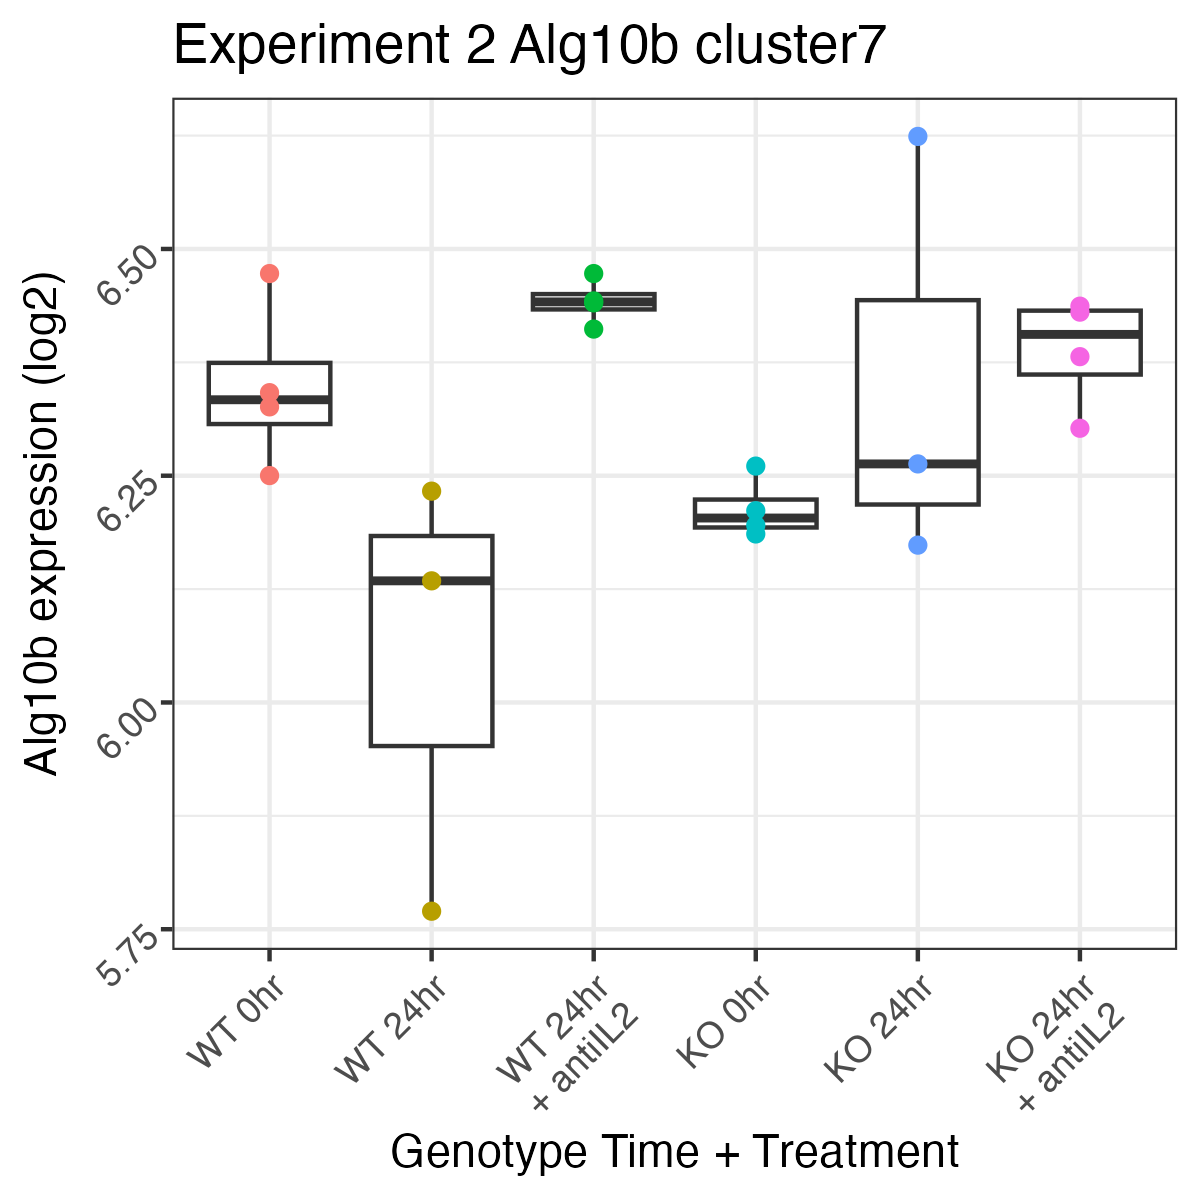 Experiment 2 Alg10b cluster7
Alg10b expression (log2)
6.50
6.25
6.00
5.75
WT 0hr
WT 24hr
WT 24hr
+ antiIL2
KO 0hr
KO 24hr
KO 24hr
+ antiIL2
Genotype Time + Treatment